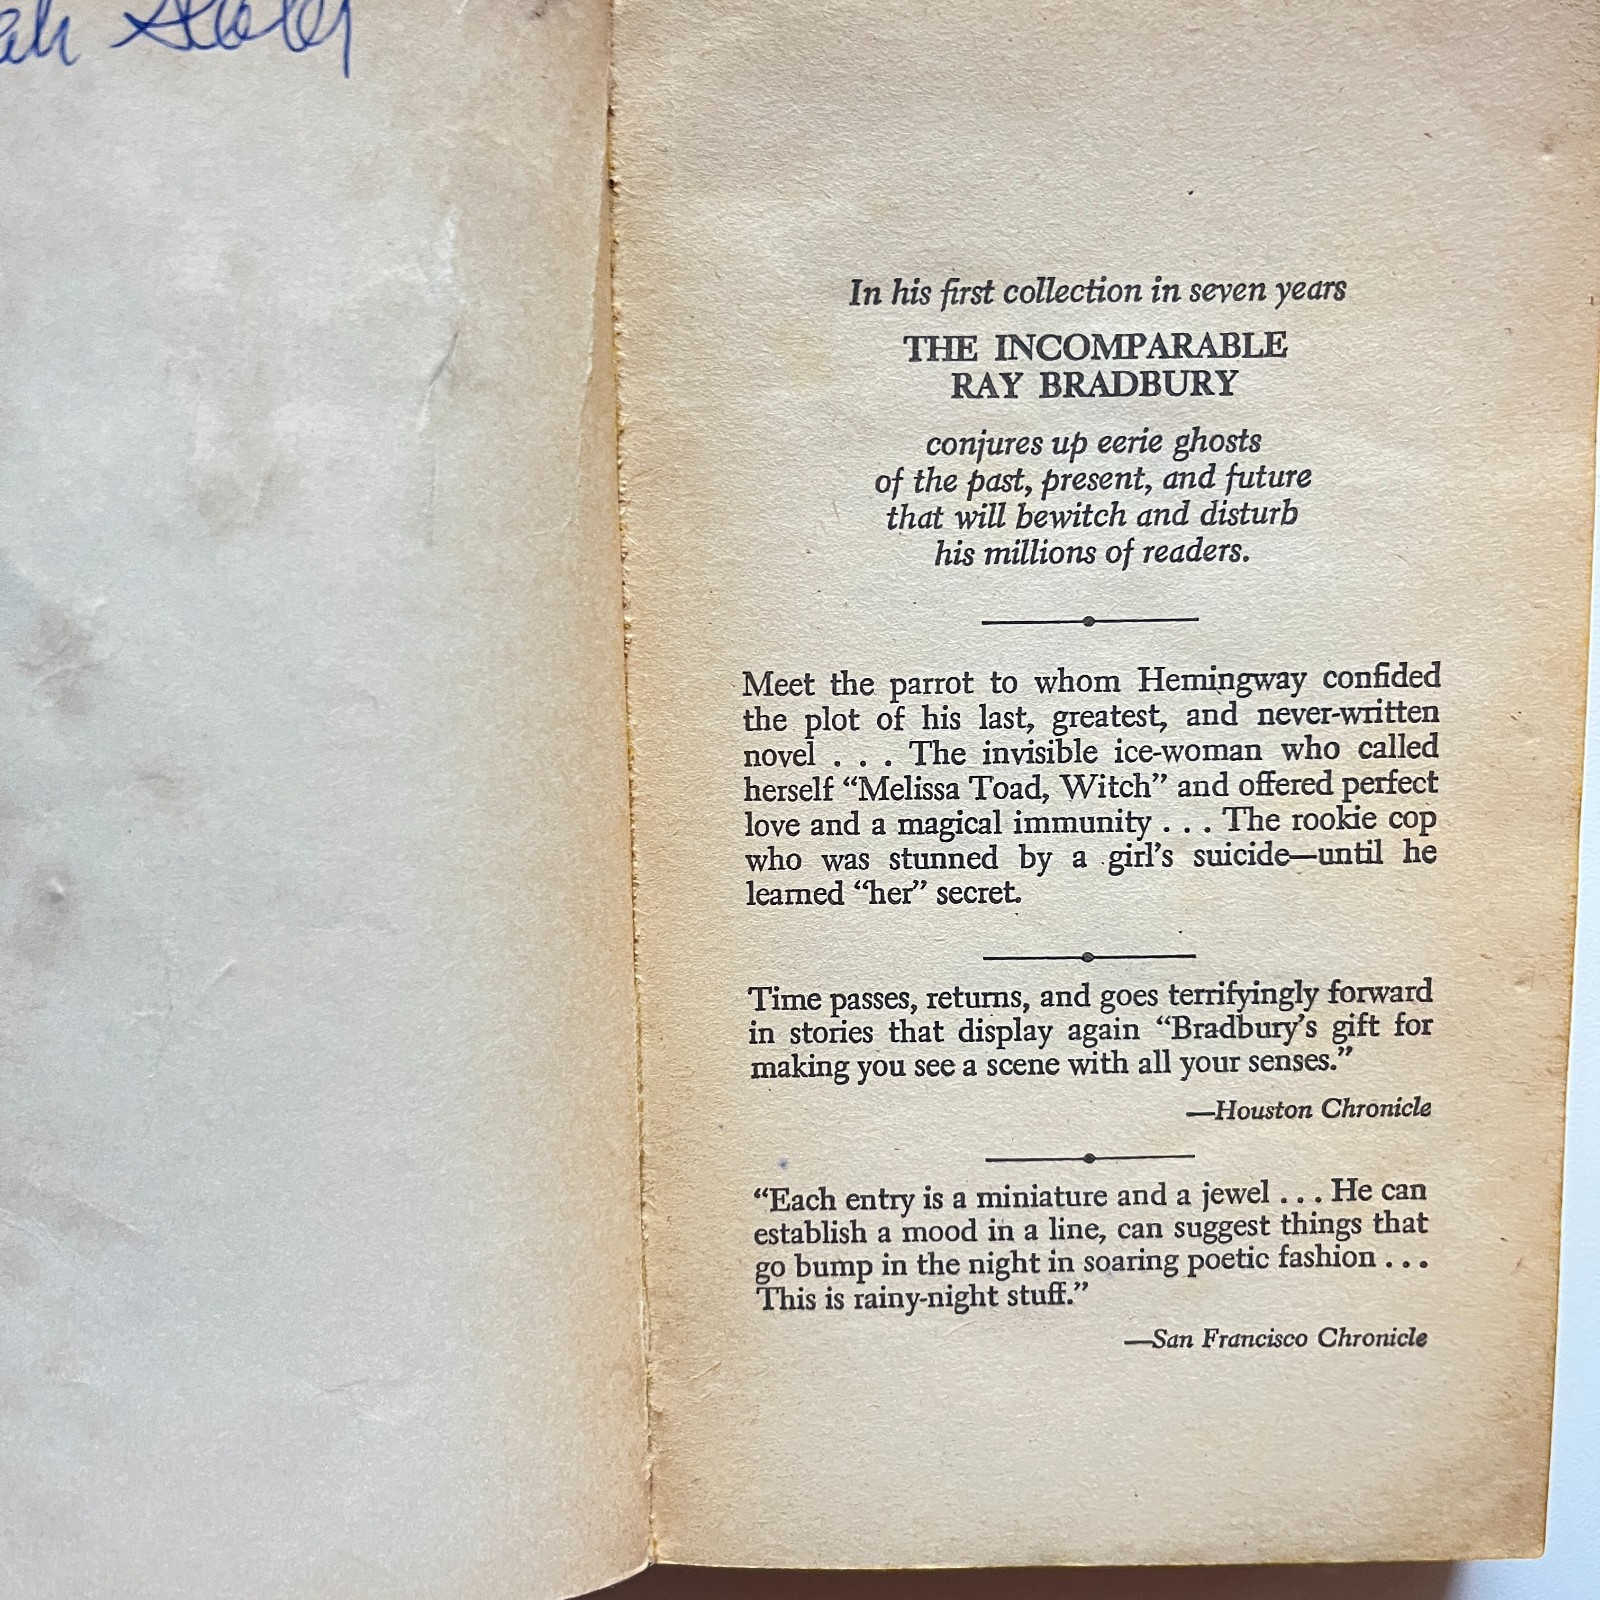 In his first collection in seven years
THE INCOMPARABLE
RAY BRADBURY
conjures up eerie ghosts
of the past, present, and future
that will bewitch and disturb
his millions of readers.
Meet the parrot to whom Hemingway confided
the plot of his last, greatest, and never-written
novel . . . The invisible ice-woman who called
herself “Melissa Toad, Witch” and offered perfect
love and a magical immunity . . . The rookie cop
who was stunned by a girl’s suicide—until he
learned “her” secret.
Time passes, returns, and goes terrifyingly forward
in stories that display again “Bradbury’s gift for
making you see a scene with all your senses.”
—Houston Chronicle
“Each entry is a miniature and a jewel . . . He can
establish a mood in a line, can suggest things that
go bump in the night in soaring poetic fashion . . .
This is rainy-night stuff.”
—San Francisco Chronicle